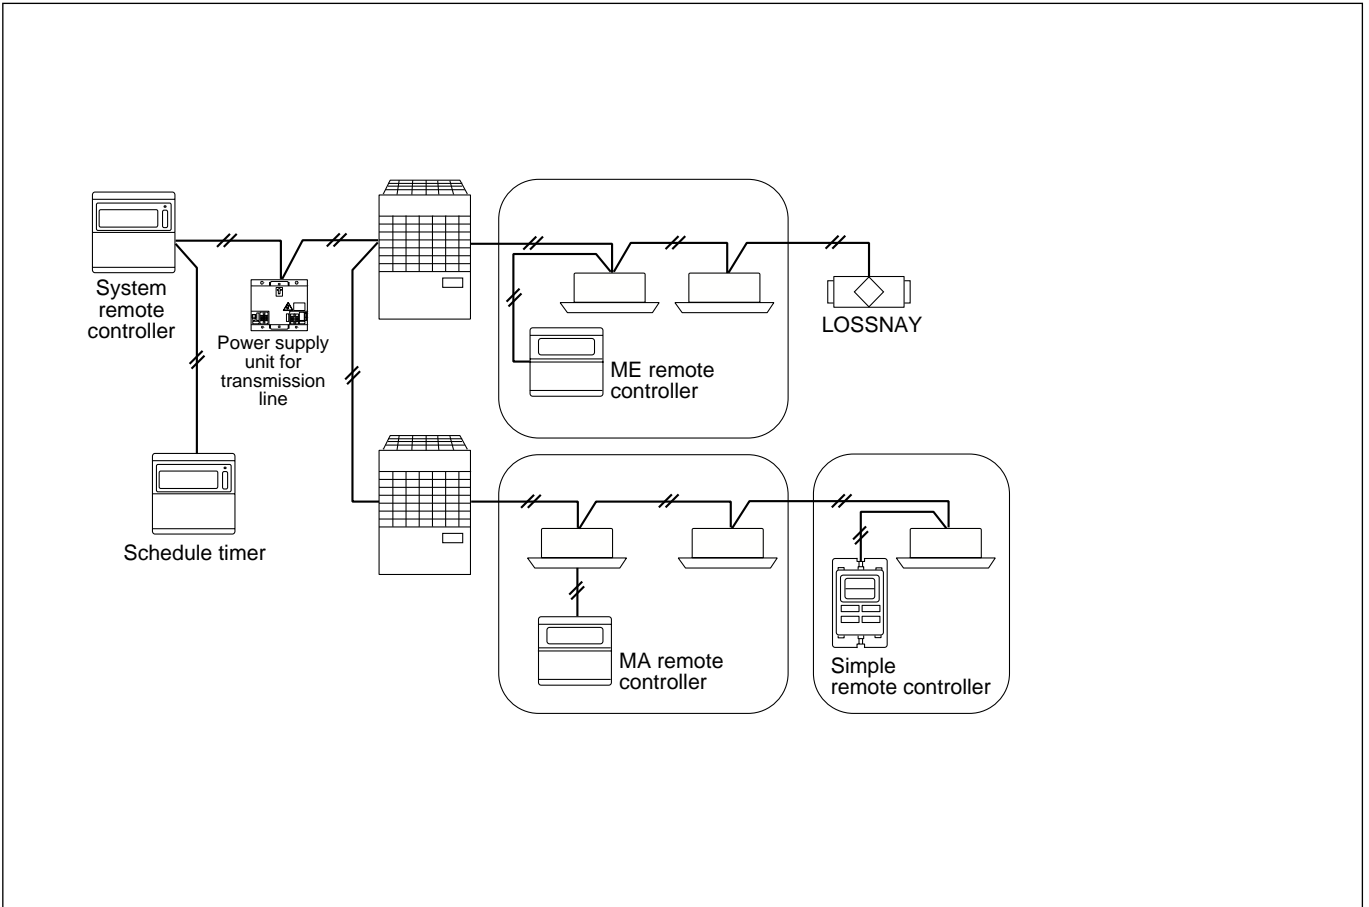 System
remote
controller
Power supply
unit for
transmission
line
LOSSNAY
ME remote
controller
Schedule timer
MA remote
controller
Simple
remote controller